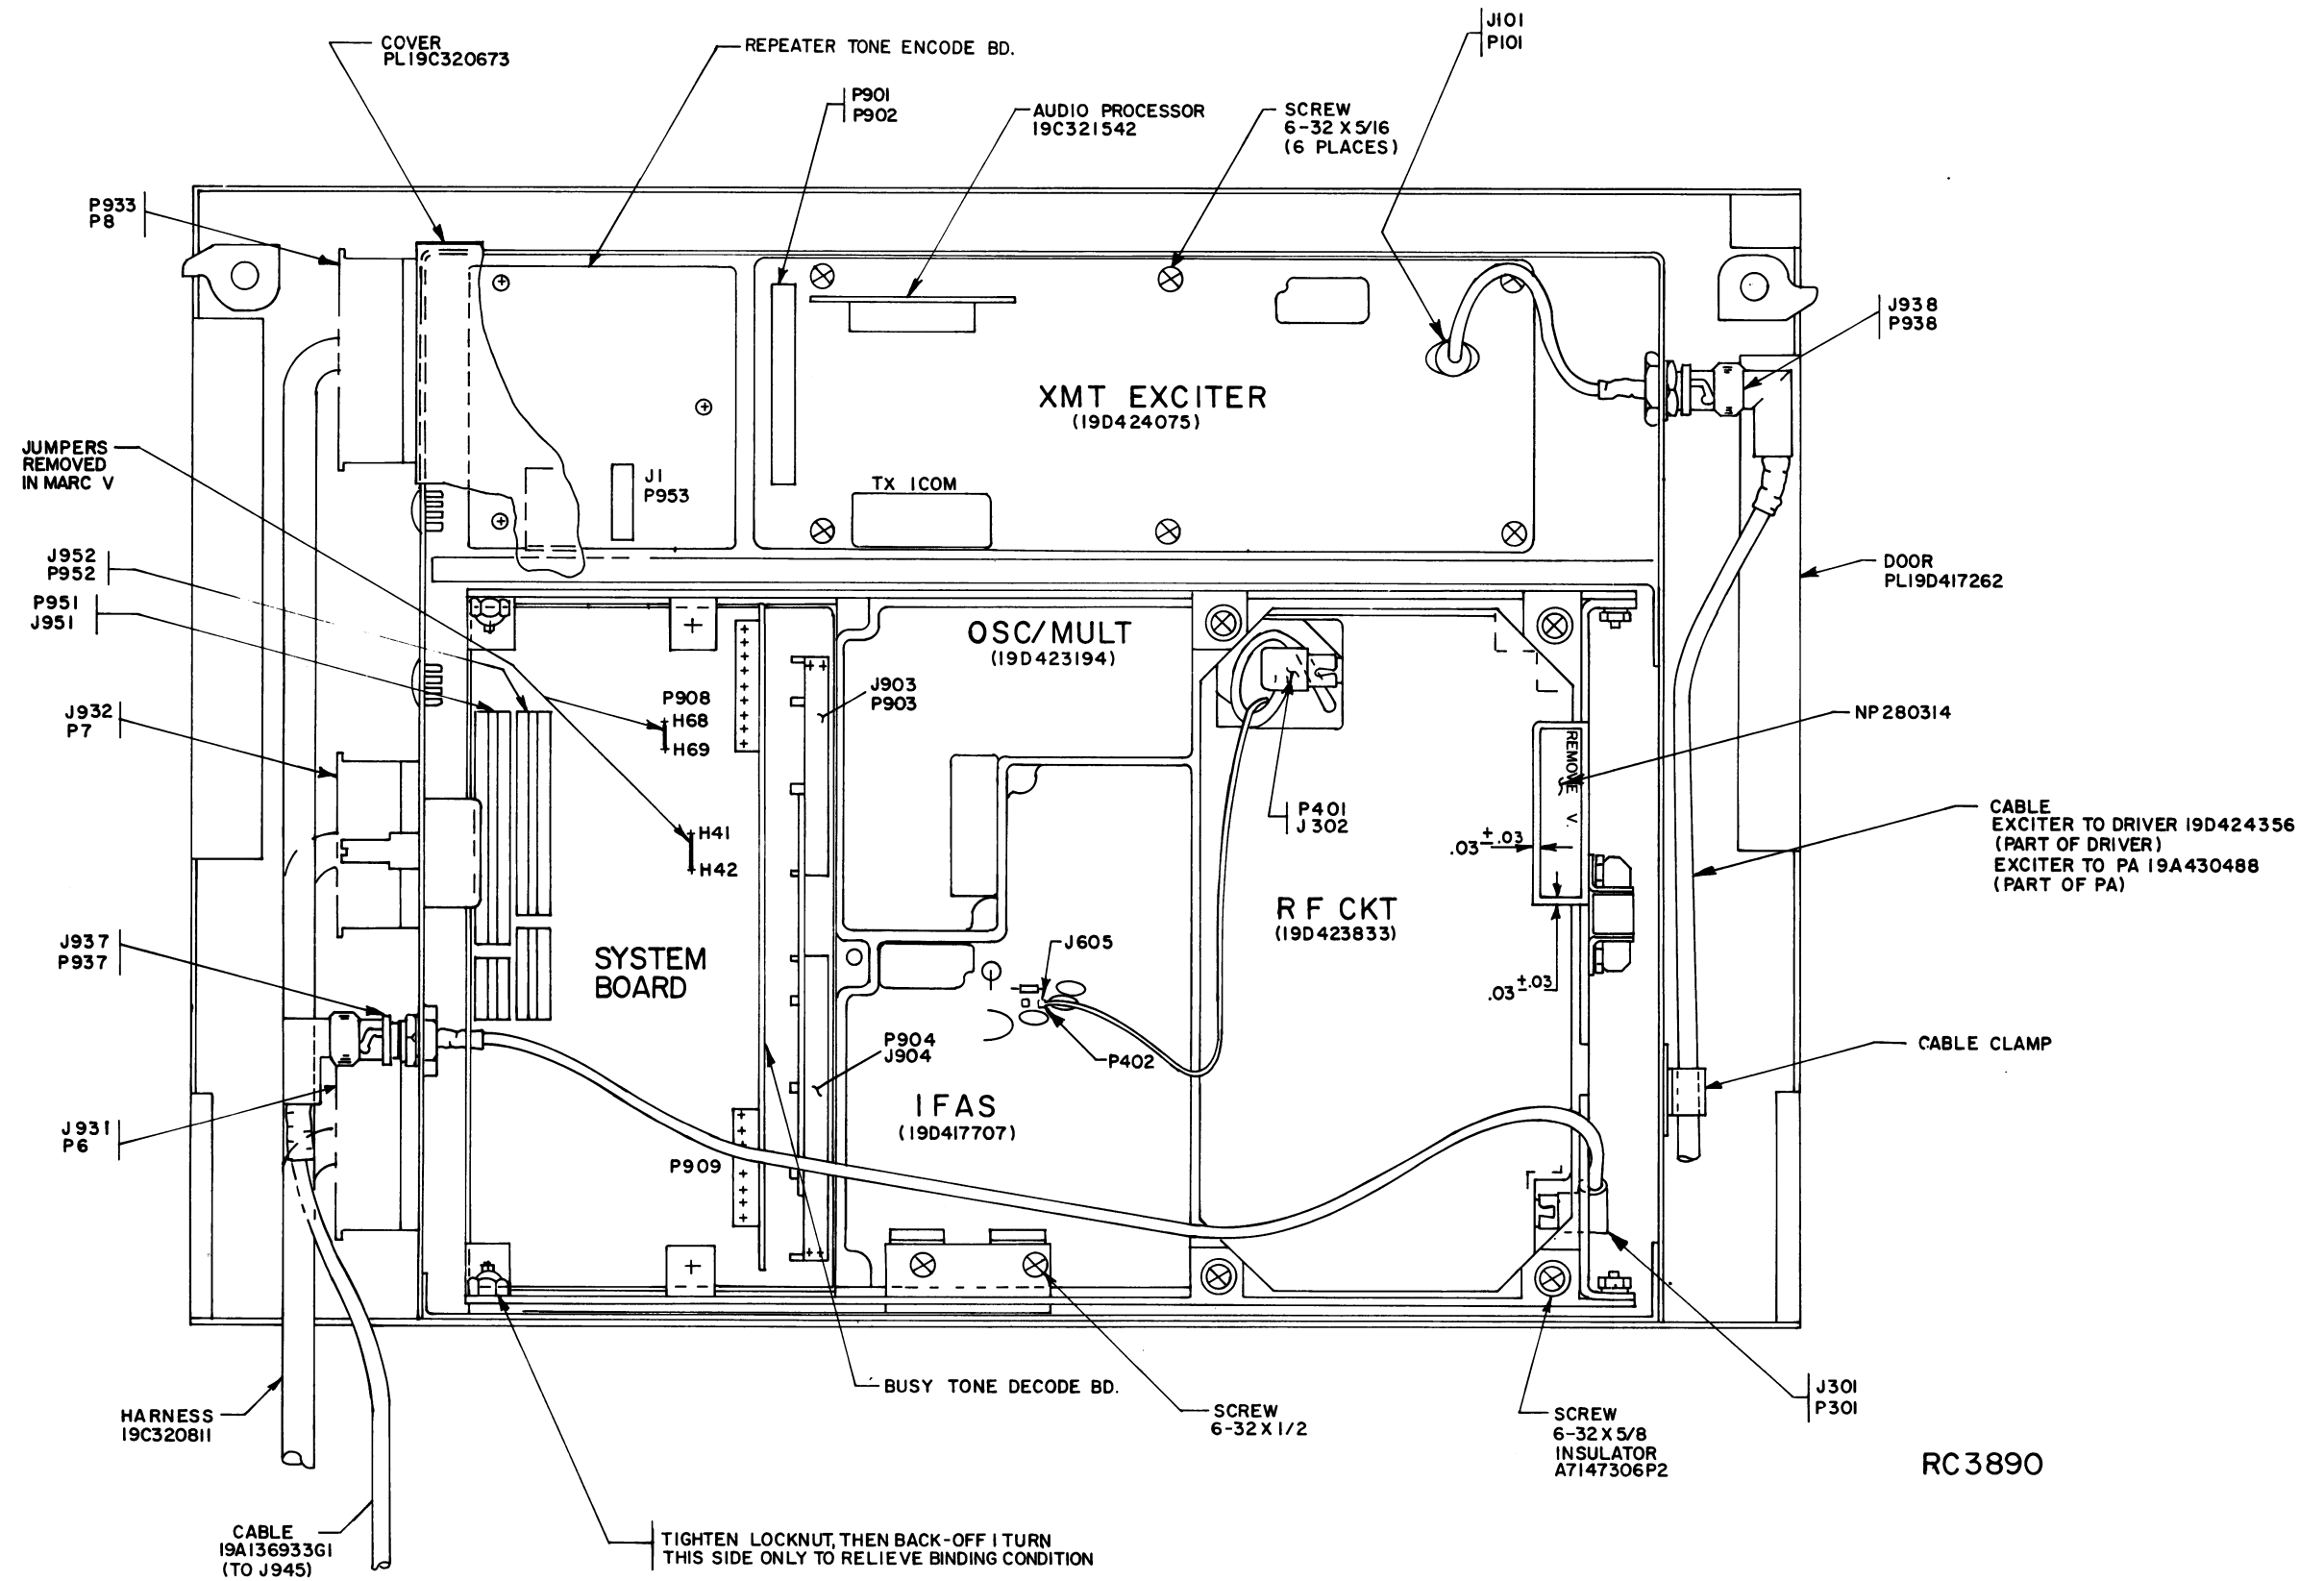 COVER
PL19C320673
REPEATER TONE ENCODE BD.
P901
P902
AUDIO PROCESSOR
19C321542
SCREW
6-32 X 5/16
(6 PLACES)
J101
P101
P933
P8
J938
P938
XMT EXCITER
(19D424075)
JUMPERS
REMOVED
IN MARC V
J1
P953
TX ICOM
J952
P952
P951
J951
DOOR
PL19D417262
OSC/MULT
(19D423194)
J932
P7
P908
H68
H69
J903
P903
NP280314
REMOVE V.
P401
J302
H41
H42
.03±.03
CABLE
EXCITER TO DRIVER 19D424356
(PART OF DRIVER)
EXCITER TO PA 19A430488
(PART OF PA)
RF CKT
(19D423833)
J937
P937
SYSTEM
BOARD
J605
.03±.03
P904
J904
P402
CABLE CLAMP
J931
P6
IFAS
(19D417707)
P909
BUSY TONE DECODE BD.
HARNESS
19C320811
SCREW
6-32X1/2
SCREW
6-32X5/8
INSULATOR
A7147306P2
J301
P301
RC3890
CABLE
19A136933G1
(TO J945)
TIGHTEN LOCKNUT, THEN BACK-OFF 1 TURN
THIS SIDE ONLY TO RELIEVE BINDING CONDITION